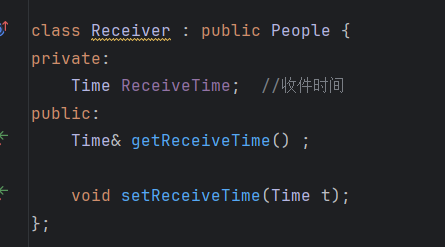 class Receiver : public People {
private:
    Time ReceiveTime;  //收件时间
public:
    Time& getReceiveTime() ;
    void setReceiveTime(Time t);
};